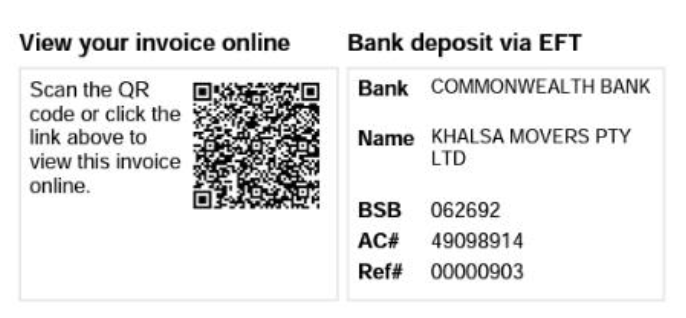 View your invoice online
Scan the QR
code or click the
link above to
view this invoice
online.
Bank deposit via EFT
Bank COMMONWEALTH BANK
Name KHALSA MOVERS PTY
LTD
BSB 062692
AC# 49098914
Ref# 00000903